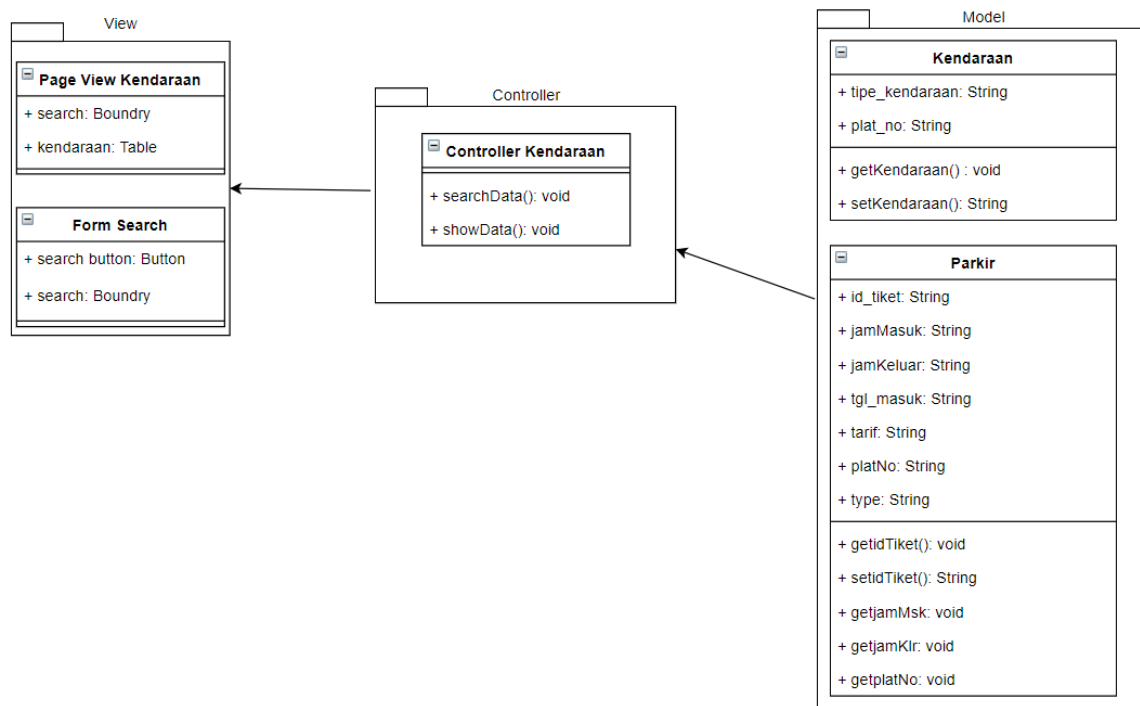 View
Page View Kendaraan
+ search: Boundry
+ kendaraan: Table
Form Search
+ search button: Button
+ search: Boundry
Controller
Controller Kendaraan
+ searchData(): void
+ showData(): void
Model
Kendaraan
+ tipe_kendaraan: String
+ plat_no: String
+ getKendaraan() : void
+ setKendaraan(): String
Parkir
+ id_tiket: String
+ jamMasuk: String
+ jamKeluar: String
+ tgl_masuk: String
+ tarif: String
+ platNo: String
+ type: String
+ getidTiket(): void
+ setidTiket(): String
+ getjamMsk: void
+ getjamKlr: void
+ getplatNo: void